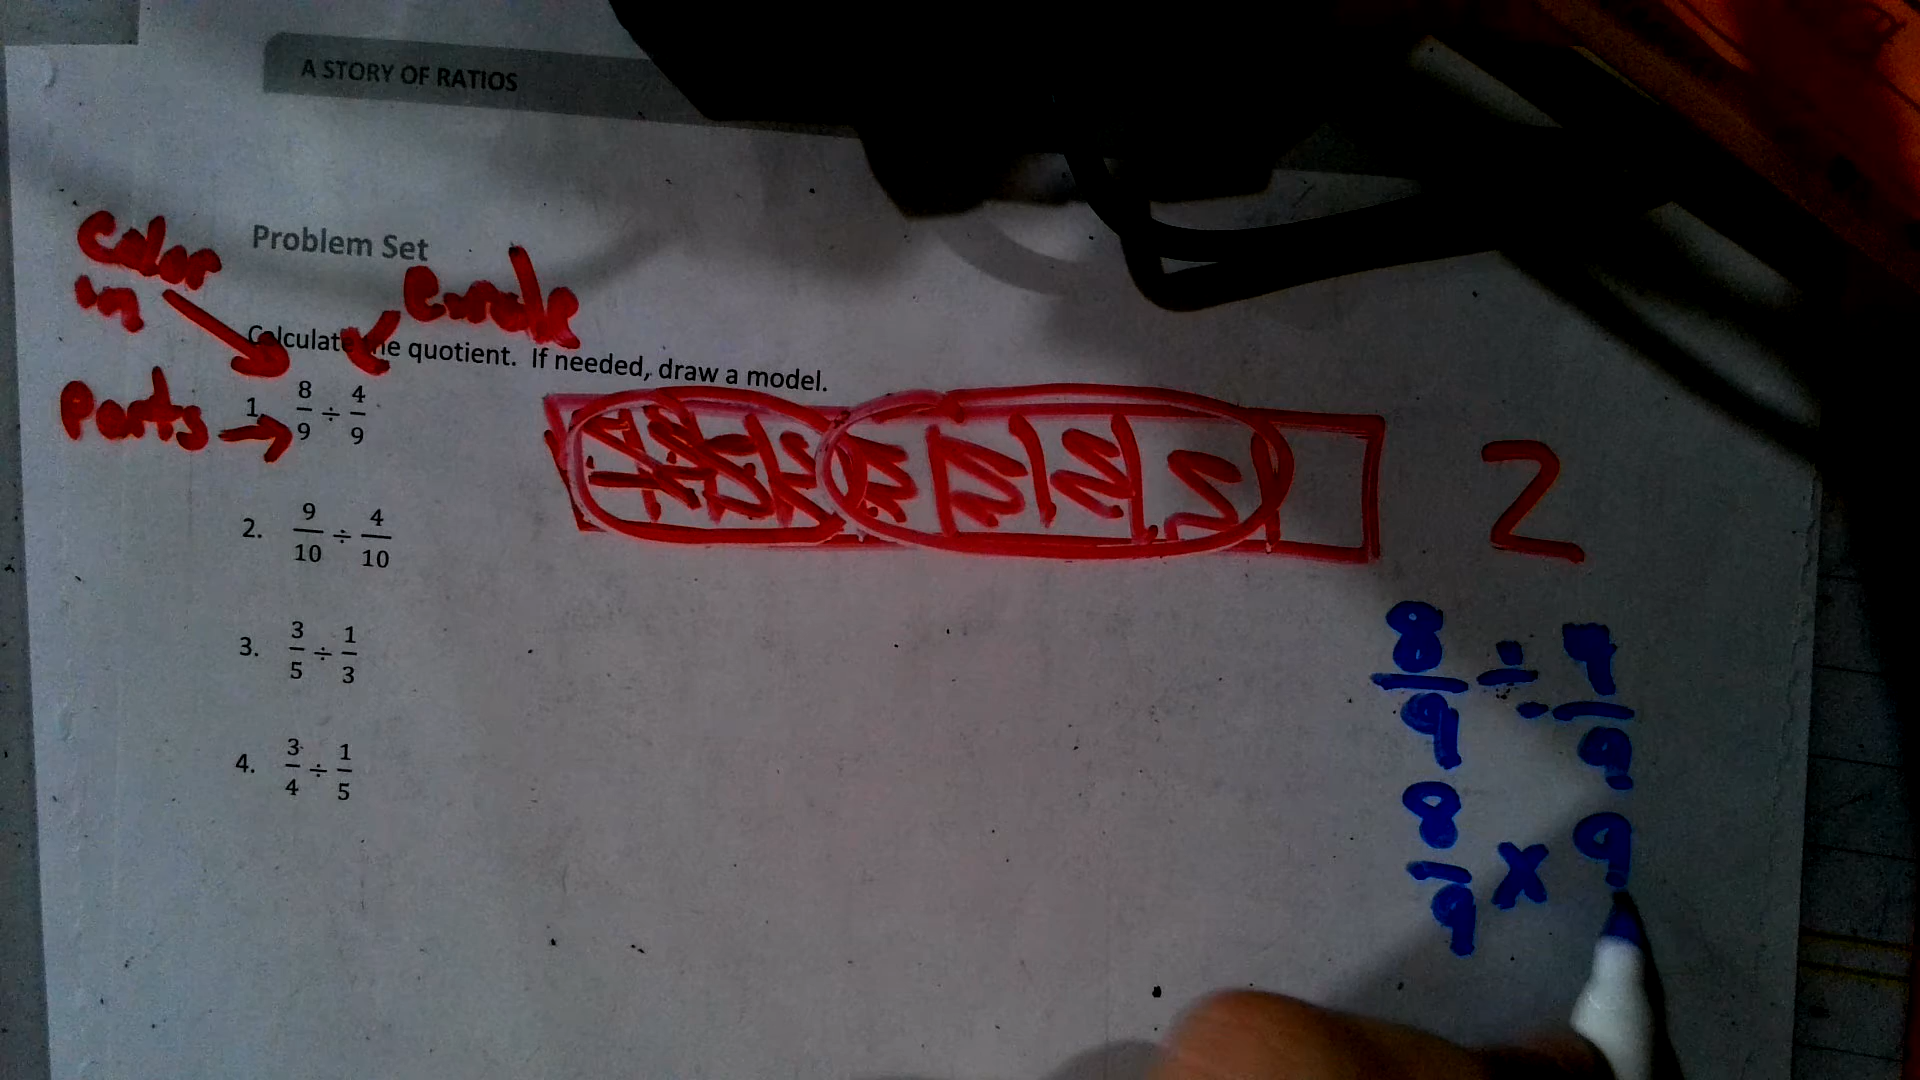 A STORY OF RATIOS
Problem Set
Color in
Circle
Calculate the quotient. If needed, draw a model.
Parts
1. 8/9 ÷ 4/9
2
2. 9/10 ÷ 4/10
3. 3/5 ÷ 1/3
8/9 ÷ 4/9
4. 3/4 ÷ 1/5
8/9 x 9